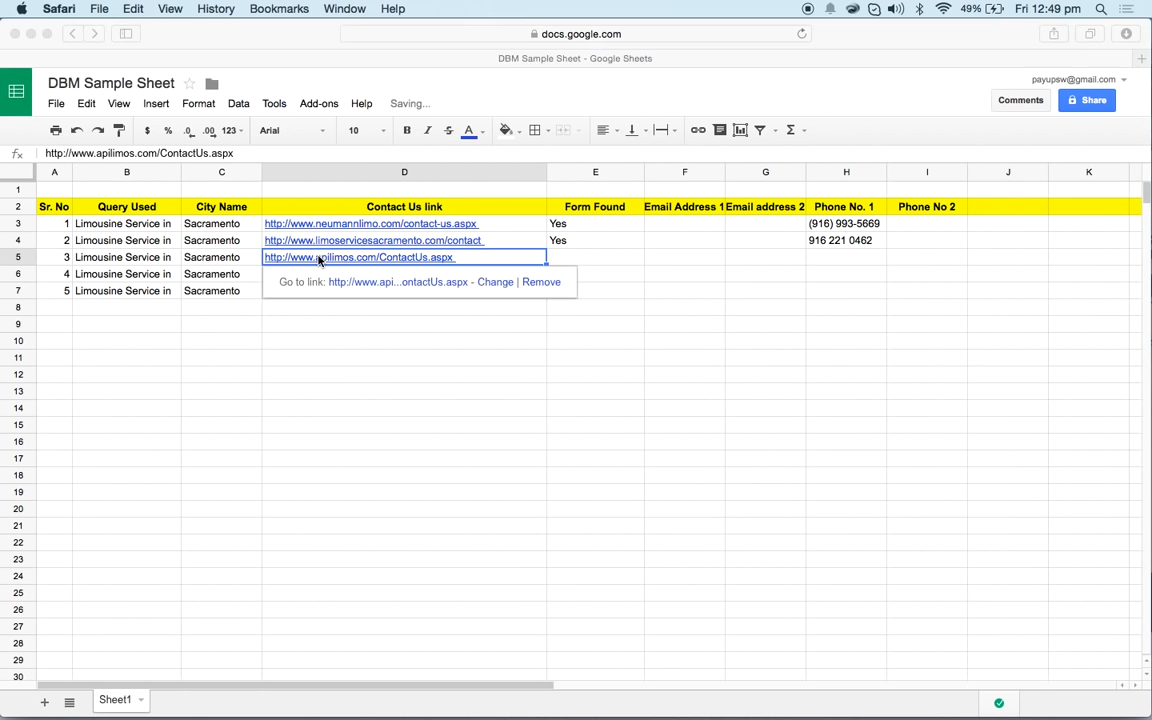 Safari File Edit View History Bookmarks Window Help 49% Fri 12:49 pm
docs.google.com
DBM Sample Sheet - Google Sheets
DBM Sample Sheet
payupsw@gmail.com
File Edit View Insert Format Data Tools Add-ons Help Saving...
Comments Share
$ % .0 .00 123 Arial 10 B I S A
fx http://www.apilimos.com/ContactUs.aspx
A B C D E F G H I J K
1
2 Sr. No Query Used City Name Contact Us link Form Found Email Address 1 Email address 2 Phone No. 1 Phone No 2
3 1 Limousine Service in Sacramento http://www.neumannlimo.com/contact-us.aspx Yes (916) 993-5669
4 2 Limousine Service in Sacramento http://www.limoservicesacramento.com/contact Yes 916 221 0462
5 3 Limousine Service in Sacramento http://www.apilimos.com/ContactUs.aspx
6 4 Limousine Service in Sacramento
Go to link: http://www.api...ontactUs.aspx - Change | Remove
7 5 Limousine Service in Sacramento
8
9
10
11
12
13
14
15
16
17
18
19
20
21
22
23
24
25
26
27
28
29
30
Sheet1